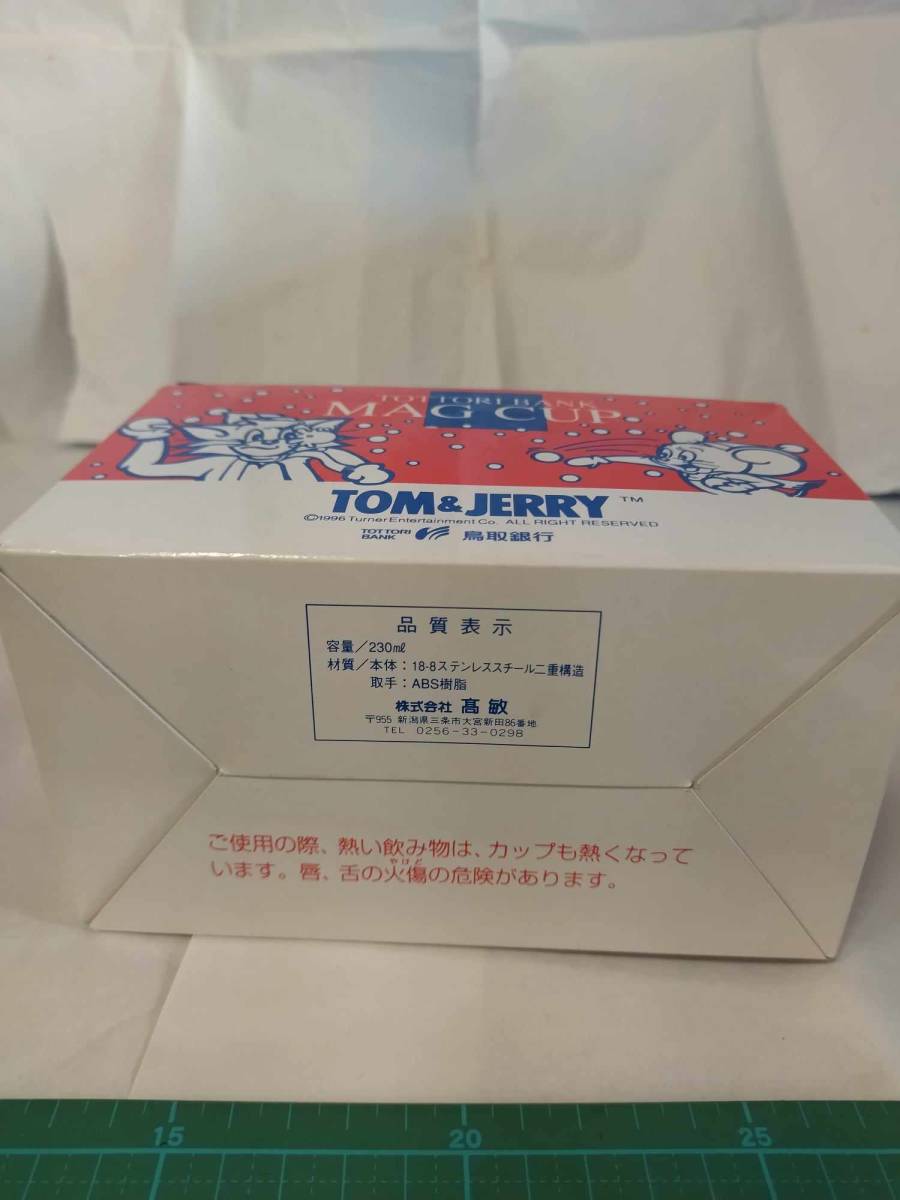 TOTTORI BANK
MAG CUP
TOM & JERRY ™
©1996 Turner Entertainment Co. ALL RIGHT RESERVED
TOTTORI
BANK
鳥取銀行
品質表示
容量/230㎖
材質/本体:18-8ステンレススチール二重構造
取手:ABS樹脂
株式会社 髙敏
〒955 新潟県三条市大宮新田86番地
TEL 0256-33-0298
ご使用の際、熱い飲み物は、カップも熱くなって
やけど
います。唇、舌の火傷の危険があります。
15
20
25